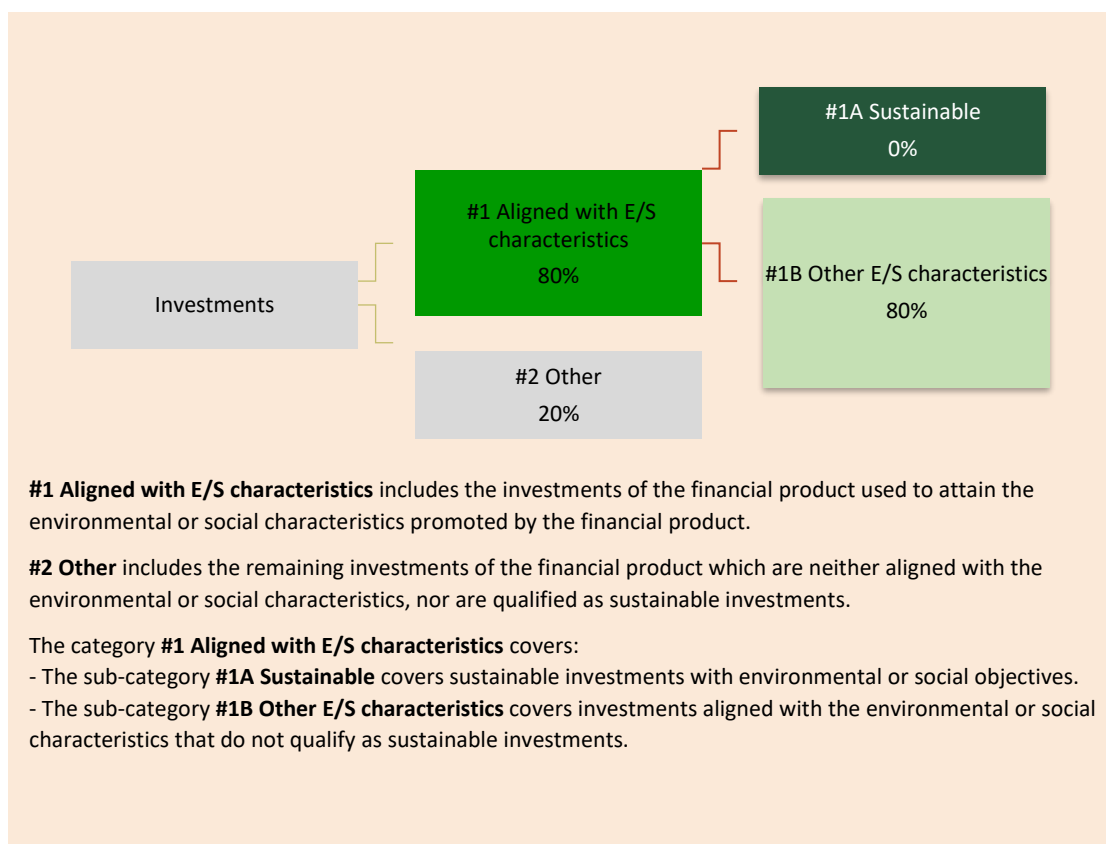 #1A Sustainable
0%
#1 Aligned with E/S
characteristics
80%
#1B Other E/S characteristics
80%
Investments
#2 Other
20%
#1 Aligned with E/S characteristics includes the investments of the financial product used to attain the
environmental or social characteristics promoted by the financial product.
#2 Other includes the remaining investments of the financial product which are neither aligned with the
environmental or social characteristics, nor are qualified as sustainable investments.
The category #1 Aligned with E/S characteristics covers:
- The sub-category #1A Sustainable covers sustainable investments with environmental or social objectives.
- The sub-category #1B Other E/S characteristics covers investments aligned with the environmental or social
characteristics that do not qualify as sustainable investments.